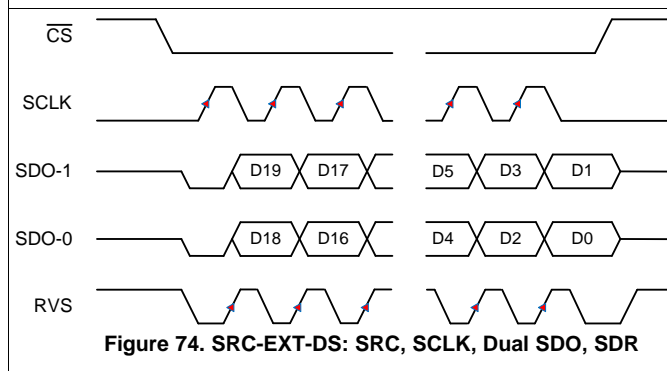 CS
SCLK
SDO-1 D19 D17 D5 D3 D1
SDO-0 D18 D16 D4 D2 D0
RVS
Figure 74. SRC-EXT-DS: SRC, SCLK, Dual SDO, SDR